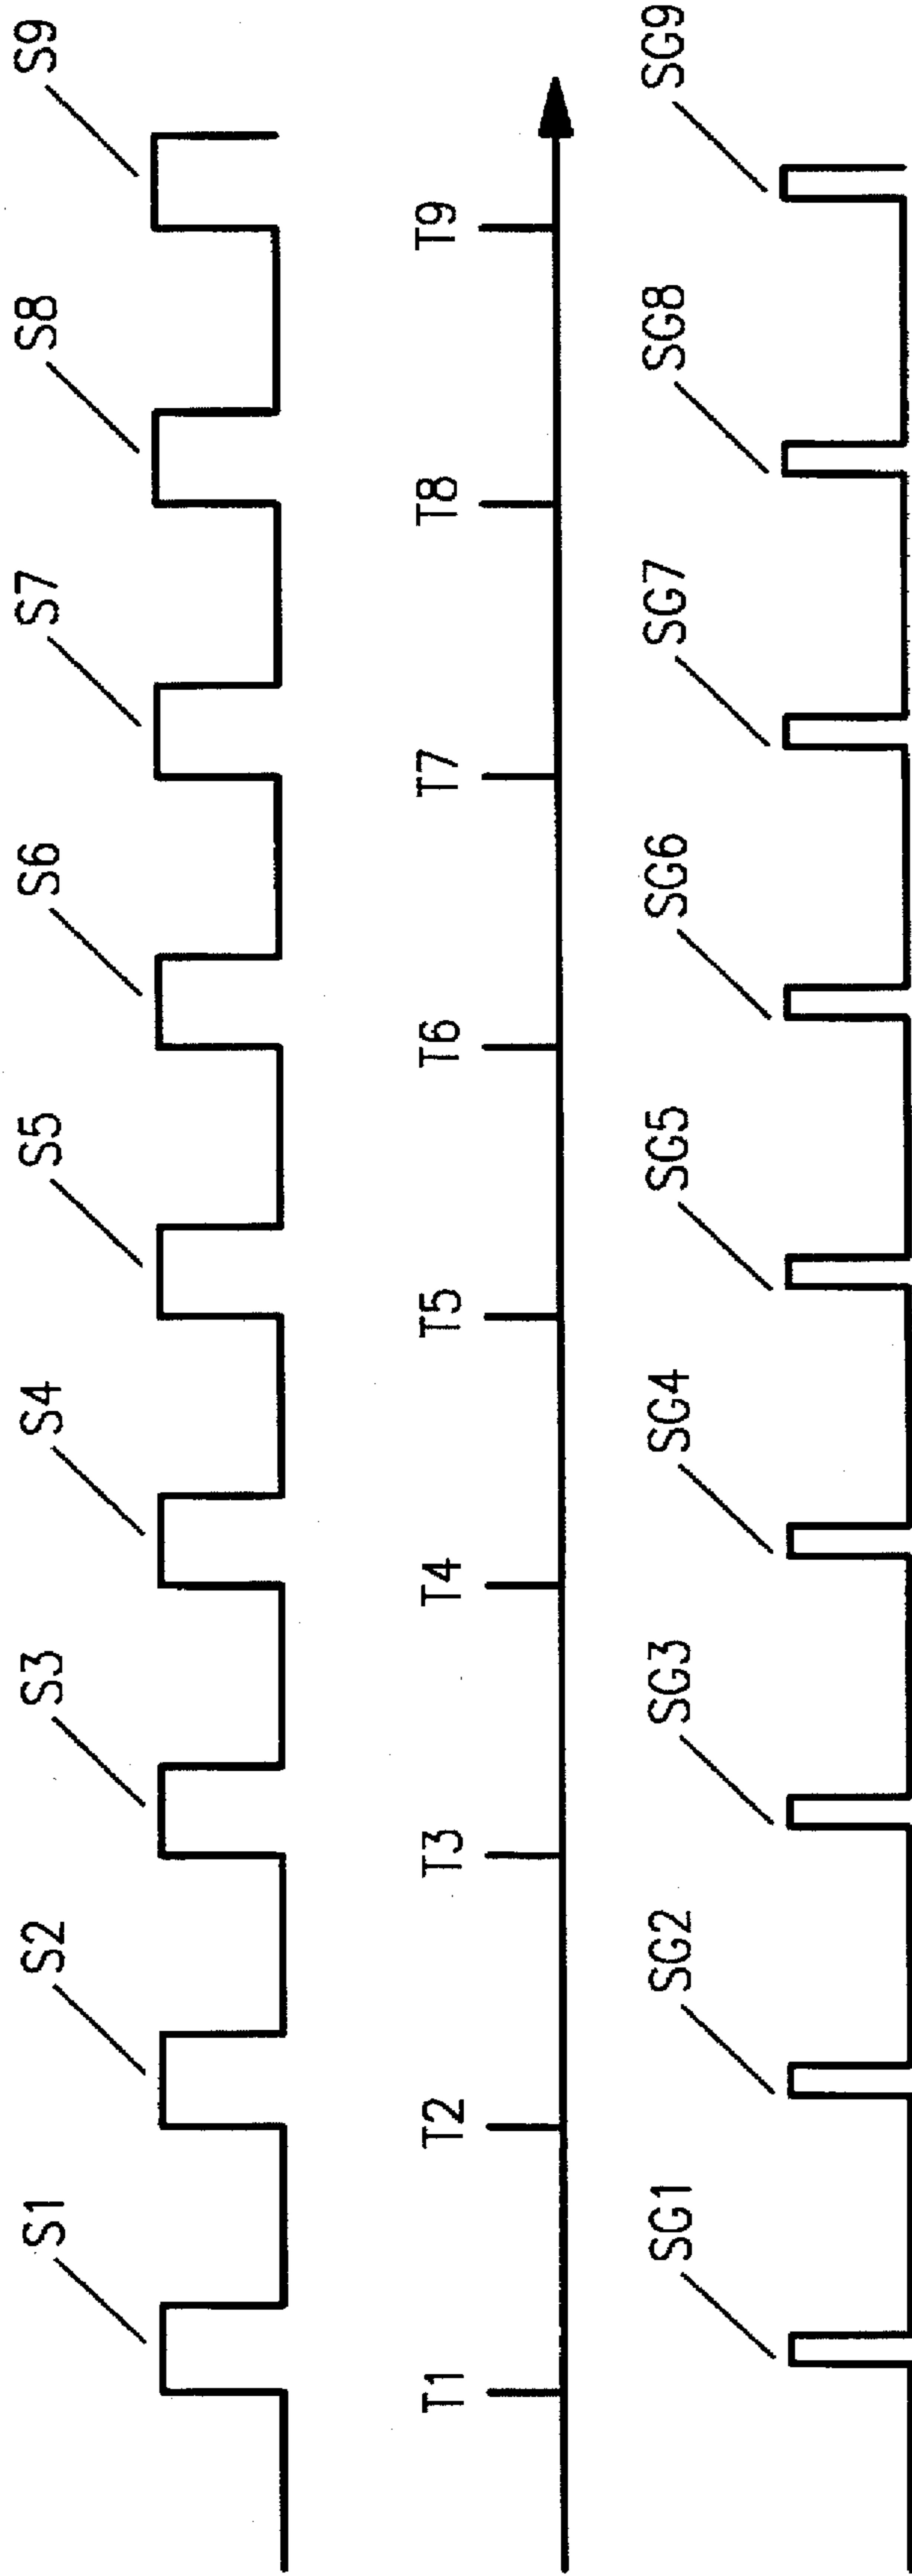 S1 S2 S3 S4 S5 S6 S7 S8 S9
T1 T2 T3 T4 T5 T6 T7 T8 T9
SG1 SG2 SG3 SG4 SG5 SG6 SG7 SG8 SG9